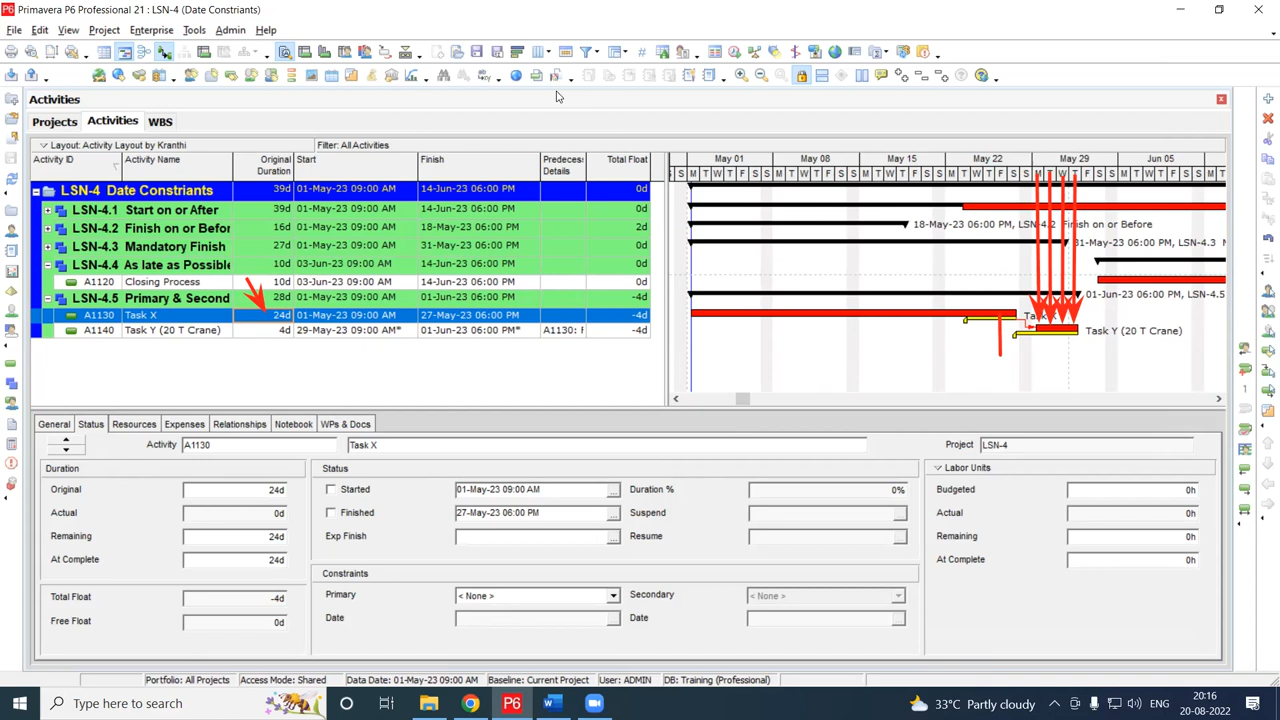 Primavera P6 Professional 21 : LSN-4 (Date Constriants)
File Edit View Project Enterprise Tools Admin Help
Activities
Projects Activities WBS
Layout: Activity Layout by Kranthi Filter: All Activities
Activity ID Activity Name Original Duration Start Finish Predecess Details Total Float
May 01 May 08 May 15 May 22 May 29 Jun 05
S M T W T F S S M T W T F S S M T W T F S S M T W T F S S M T W T F S S M T W T F S S M
LSN-4 Date Constriants 39d 01-May-23 09:00 AM 14-Jun-23 06:00 PM 0d
LSN-4.1 Start on or After 39d 01-May-23 09:00 AM 14-Jun-23 06:00 PM 0d
LSN-4.2 Finish on or Befor 16d 01-May-23 09:00 AM 18-May-23 06:00 PM 2d
18-May-23 06:00 PM, LSN-4.2 Finish on or Before
LSN-4.3 Mandatory Finish 27d 01-May-23 09:00 AM 31-May-23 06:00 PM 0d
31-May-23 06:00 PM, LSN-4.3 M
LSN-4.4 As late as Possible 10d 03-Jun-23 09:00 AM 14-Jun-23 06:00 PM 0d
A1120 Closing Process 10d 03-Jun-23 09:00 AM 14-Jun-23 06:00 PM 0d
LSN-4.5 Primary & Second 28d 01-May-23 09:00 AM 01-Jun-23 06:00 PM -4d
01-Jun-23 06:00 PM, LSN-4.5
A1130 Task X 24d 01-May-23 09:00 AM 27-May-23 06:00 PM -4d
A1140 Task Y (20 T Crane) 4d 29-May-23 09:00 AM* 01-Jun-23 06:00 PM* A1130: F -4d
Task Y (20 T Crane)
General Status Resources Expenses Relationships Notebook WPs & Docs
Activity A1130 Task X Project LSN-4
Duration Status Labor Units
Original 24d Started 01-May-23 09:00 AM Duration % 0% Budgeted 0h
Actual 0d Finished 27-May-23 06:00 PM Suspend Actual 0h
Remaining 24d Exp Finish Resume Remaining 0h
At Complete 24d At Complete 0h
Constraints
Total Float -4d Primary < None > Secondary < None >
Free Float 0d Date Date
Portfolio: All Projects Access Mode: Shared Data Date: 01-May-23 09:00 AM Baseline: Current Project User: ADMIN DB: Training (Professional)
Type here to search 33°C Partly cloudy ENG 20:16
20-08-2022